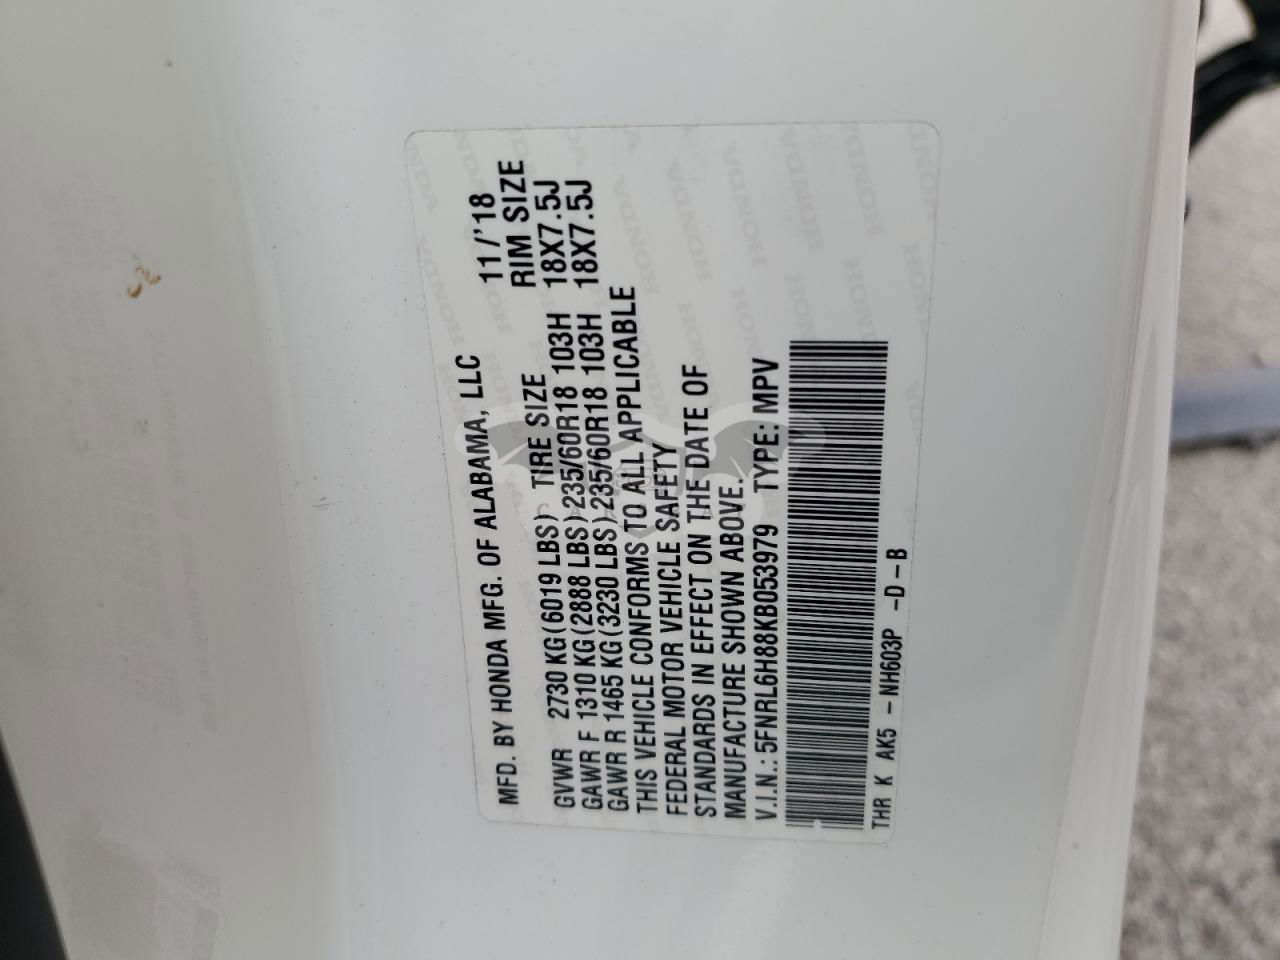 MFD. BY HONDA MFG. OF ALABAMA, LLC 11/'18
GVWR 2730 KG(6019 LBS) TIRE SIZE RIM SIZE
GAWR F 1310 KG(2888 LBS) 235/60R18 103H 18X7.5J
GAWR R 1465 KG(3230 LBS) 235/60R18 103H 18X7.5J
THIS VEHICLE CONFORMS TO ALL APPLICABLE
FEDERAL MOTOR VEHICLE SAFETY
STANDARDS IN EFFECT ON THE DATE OF
MANUFACTURE SHOWN ABOVE.
V.I.N.: 5FNRL6H88KB053979 TYPE: MPV
THR K AK5 -NH603P -D-B